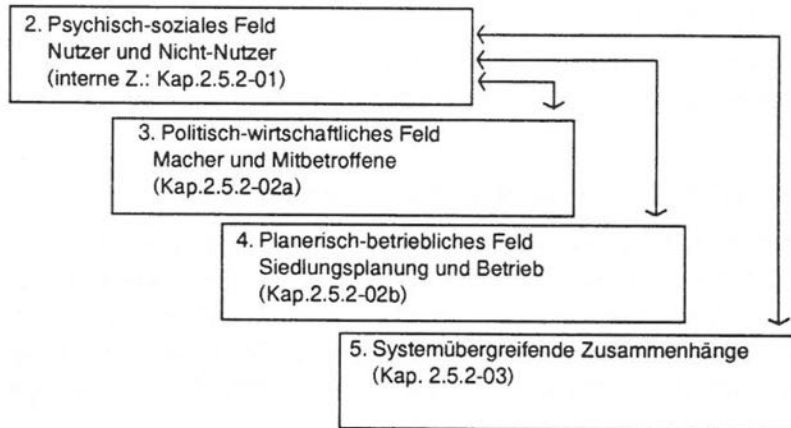 2. Psychisch-soziales Feld
Nutzer und Nicht-Nutzer
(interne Z.: Kap.2.5.2-01)
3. Politisch-wirtschaftliches Feld
Macher und Mitbetroffene
(Kap.2.5.2-02a)
4. Planerisch-betriebliches Feld
Siedlungsplanung und Betrieb
(Kap.2.5.2-02b)
5. Systemübergreifende Zusammenhänge
(Kap. 2.5.2-03)